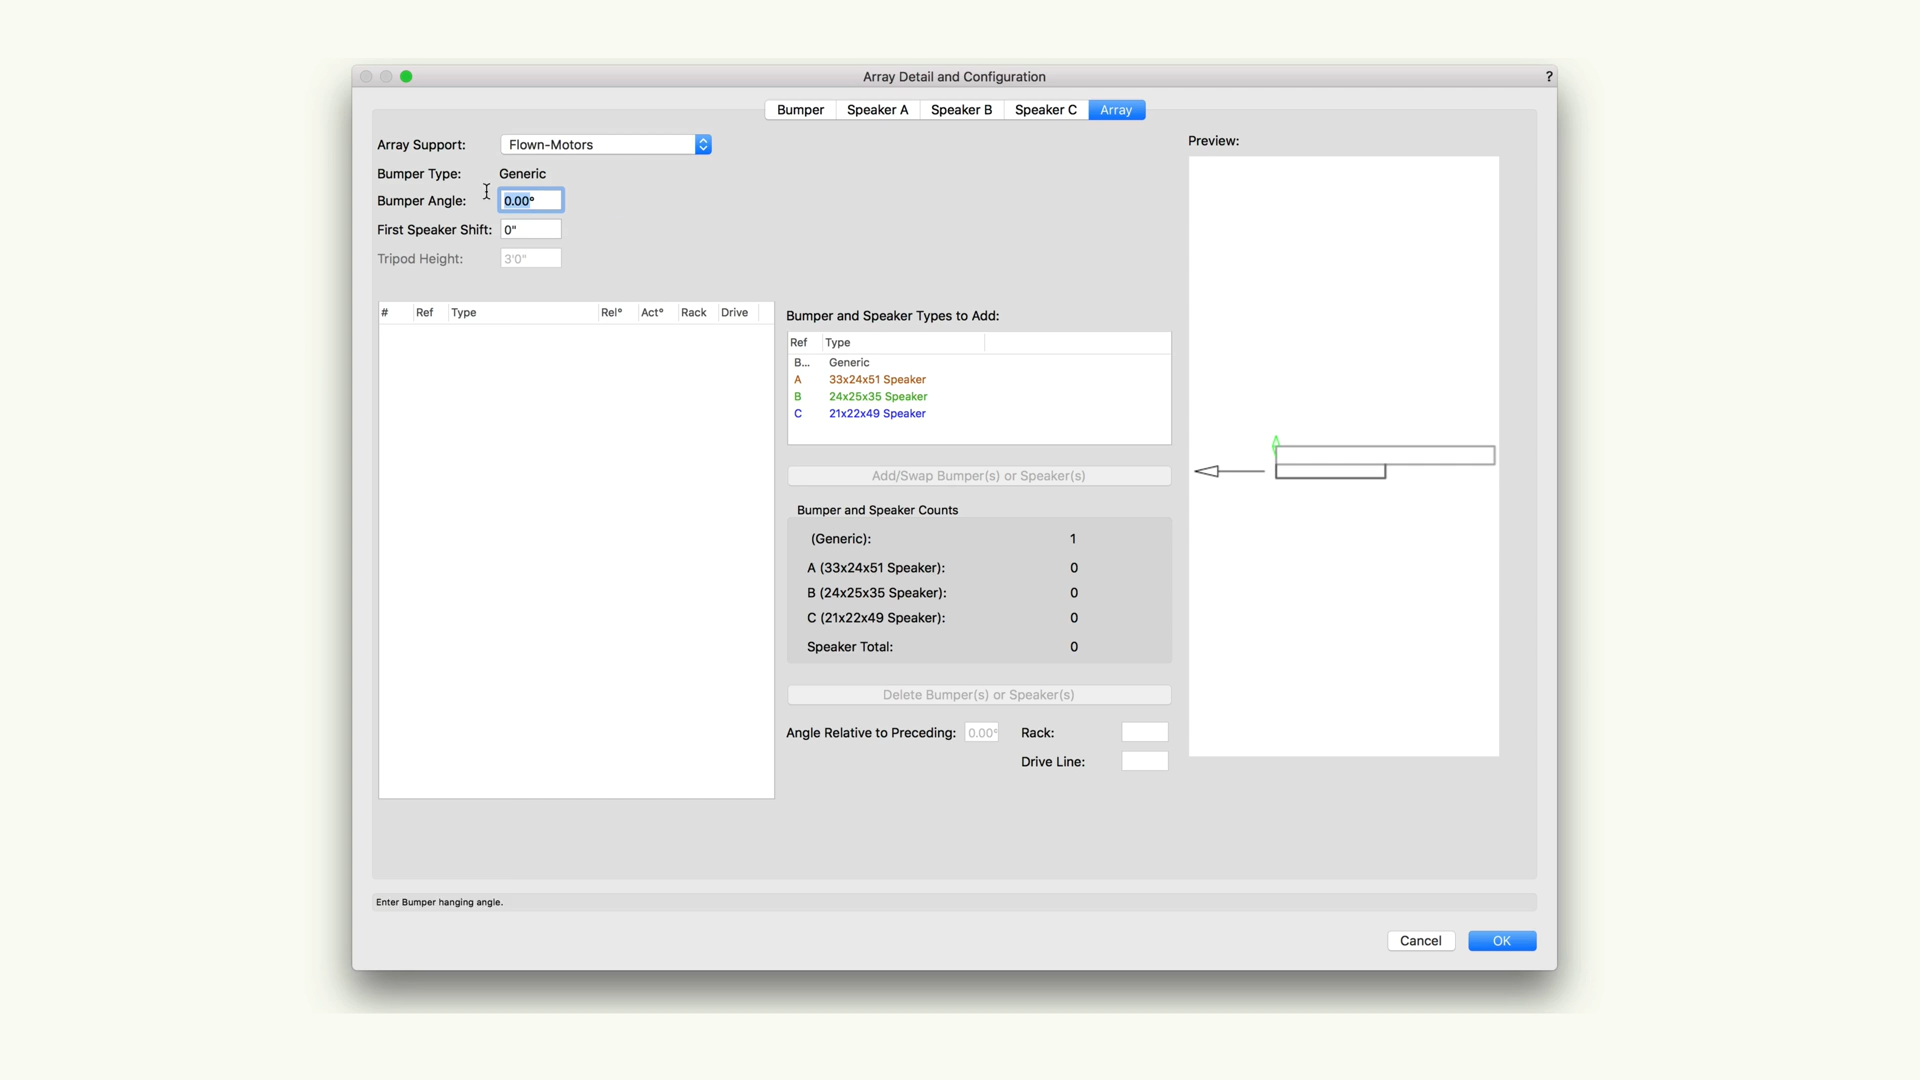 Array Detail and Configuration ?
Bumper Speaker A Speaker B Speaker C Array
Array Support: Flown-Motors
Bumper Type: Generic
Bumper Angle: 0.00°
First Speaker Shift: 0"
Tripod Height: 3'0"
# Ref Type Rel° Act° Rack Drive
Bumper and Speaker Types to Add:
Ref Type
B... Generic
A 33x24x51 Speaker
B 24x25x35 Speaker
C 21x22x49 Speaker
Add/Swap Bumper(s) or Speaker(s)
Bumper and Speaker Counts
(Generic): 1
A (33x24x51 Speaker): 0
B (24x25x35 Speaker): 0
C (21x22x49 Speaker): 0
Speaker Total: 0
Delete Bumper(s) or Speaker(s)
Angle Relative to Preceding: 0.00° Rack:
Drive Line:
Preview:
Enter Bumper hanging angle.
Cancel OK